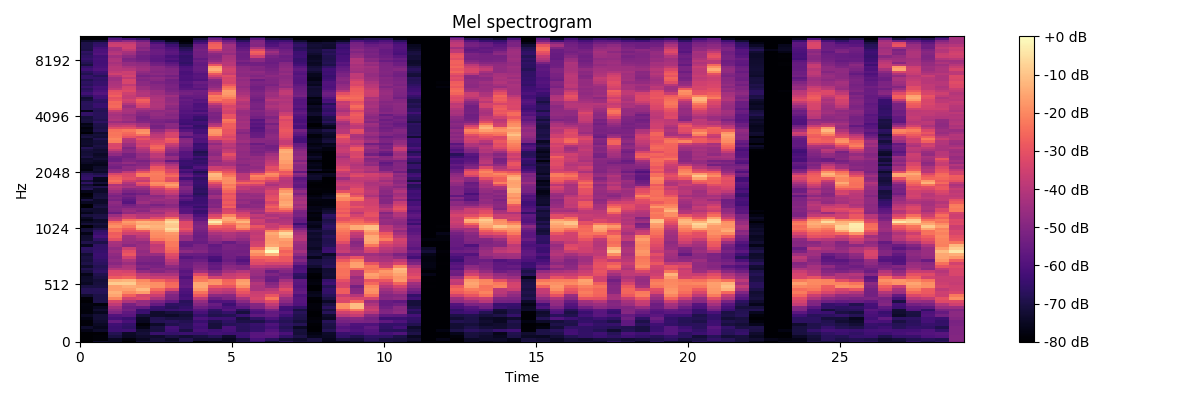 Mel spectrogram
8192
4096
2048
1024
512
0
Hz
0 5 10 15 20 25
Time
+0 dB
-10 dB
-20 dB
-30 dB
-40 dB
-50 dB
-60 dB
-70 dB
-80 dB